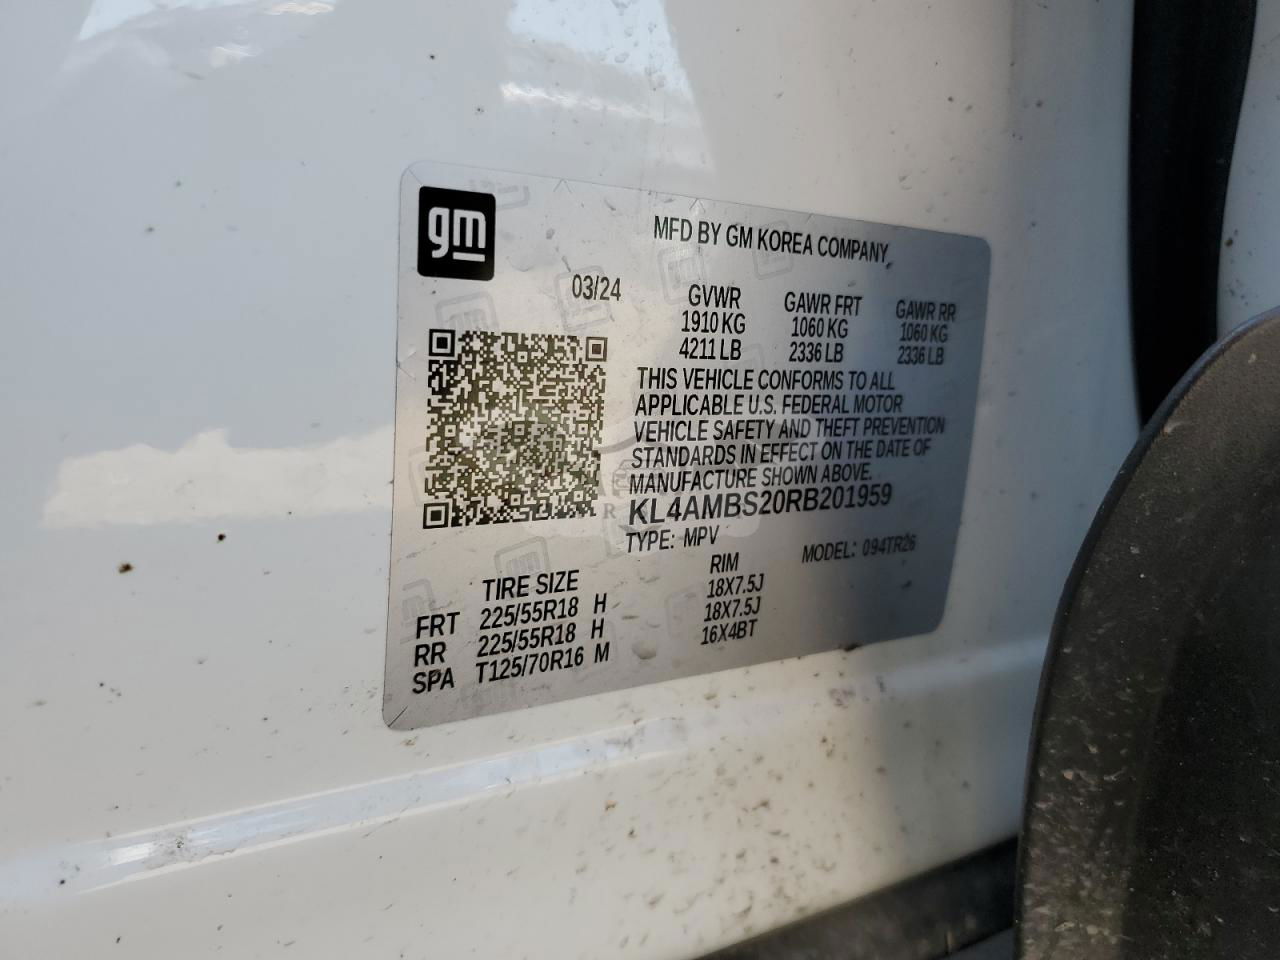 gm
MFD BY GM KOREA COMPANY
03/24
GVWR GAWR FRT GAWR RR
1910 KG 1060 KG 1060 KG
4211 LB 2336 LB 2336 LB
THIS VEHICLE CONFORMS TO ALL
APPLICABLE U.S. FEDERAL MOTOR
VEHICLE SAFETY AND THEFT PREVENTION
STANDARDS IN EFFECT ON THE DATE OF
MANUFACTURE SHOWN ABOVE.
KL4AMBS20RB201959
TYPE: MPV MODEL: 094TR26
TIRE SIZE RIM
FRT 225/55R18 H 18X7.5J
RR 225/55R18 H 18X7.5J
SPA T125/70R16 M 16X4BT